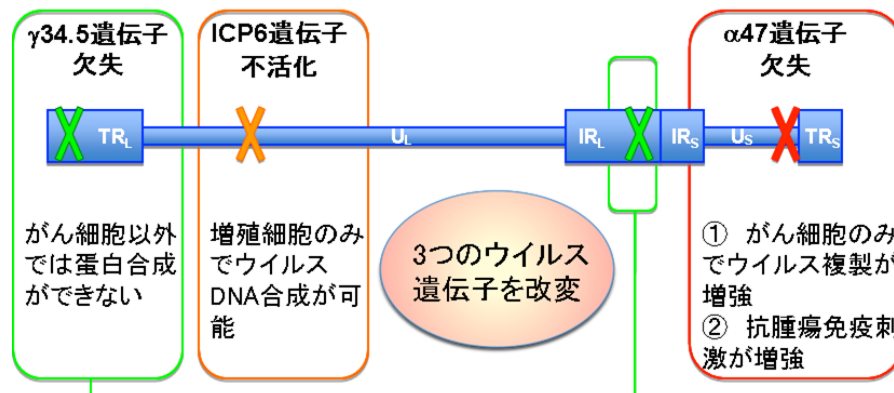 γ34.5遺伝子
欠失
ICP6遺伝子
不活化
α47遺伝子
欠失
TRL
UL
IRL
IRS
US
TRS
がん細胞以外
では蛋白合成
ができない
増殖細胞のみ
でウイルス
DNA合成が可
能
3つのウイルス
遺伝子を改変
① がん細胞のみ
でウイルス複製が
増強
② 抗腫瘍免疫刺
激が増強